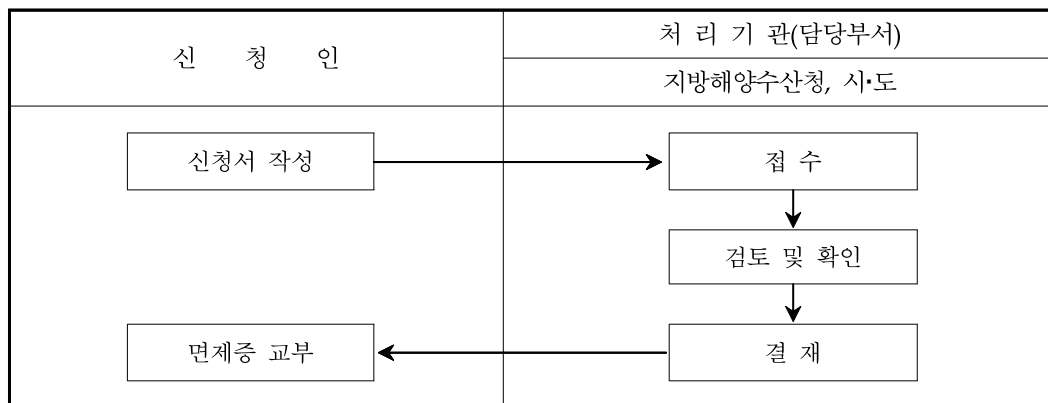 신 청 인
처 리 기 관(담당부서)
지방해양수산청, 시·도
신청서 작성
접 수
검토 및 확인
면제증 교부
결 재